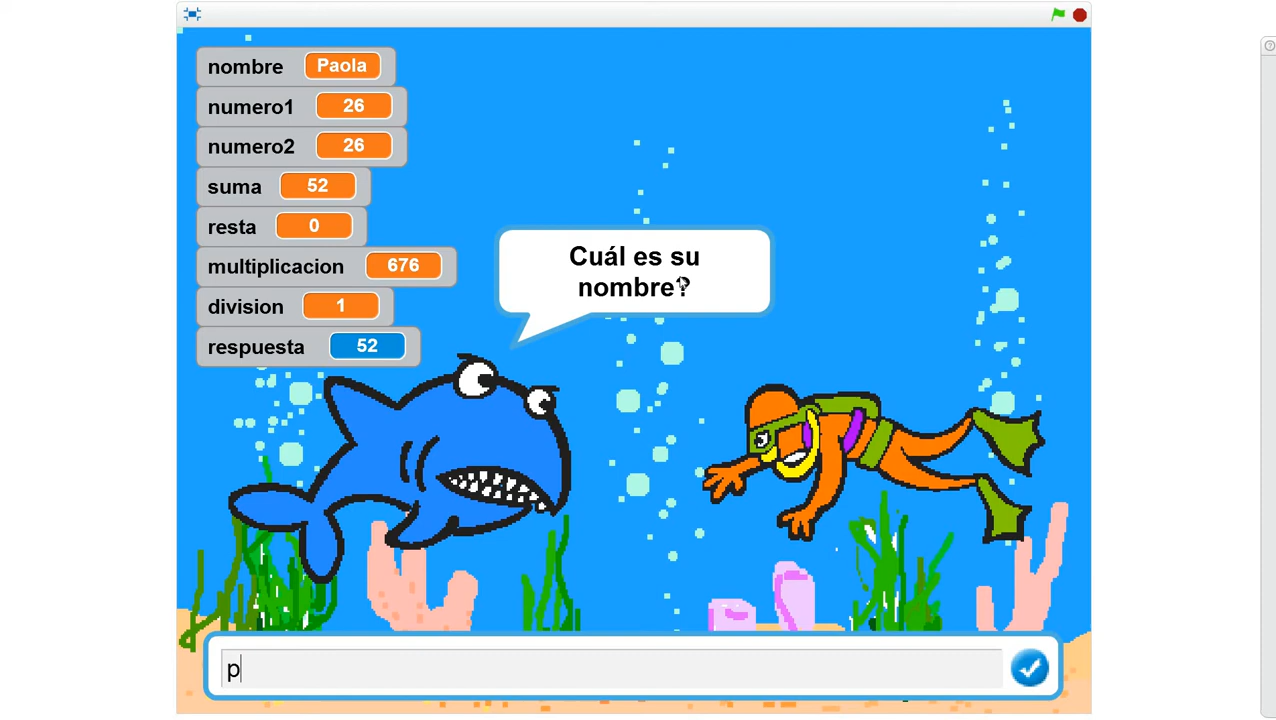 nombre Paola
numero1 26
numero2 26
suma 52
resta 0
multiplicacion 676
division 1
respuesta 52
Cuál es su
nombre?
p
?